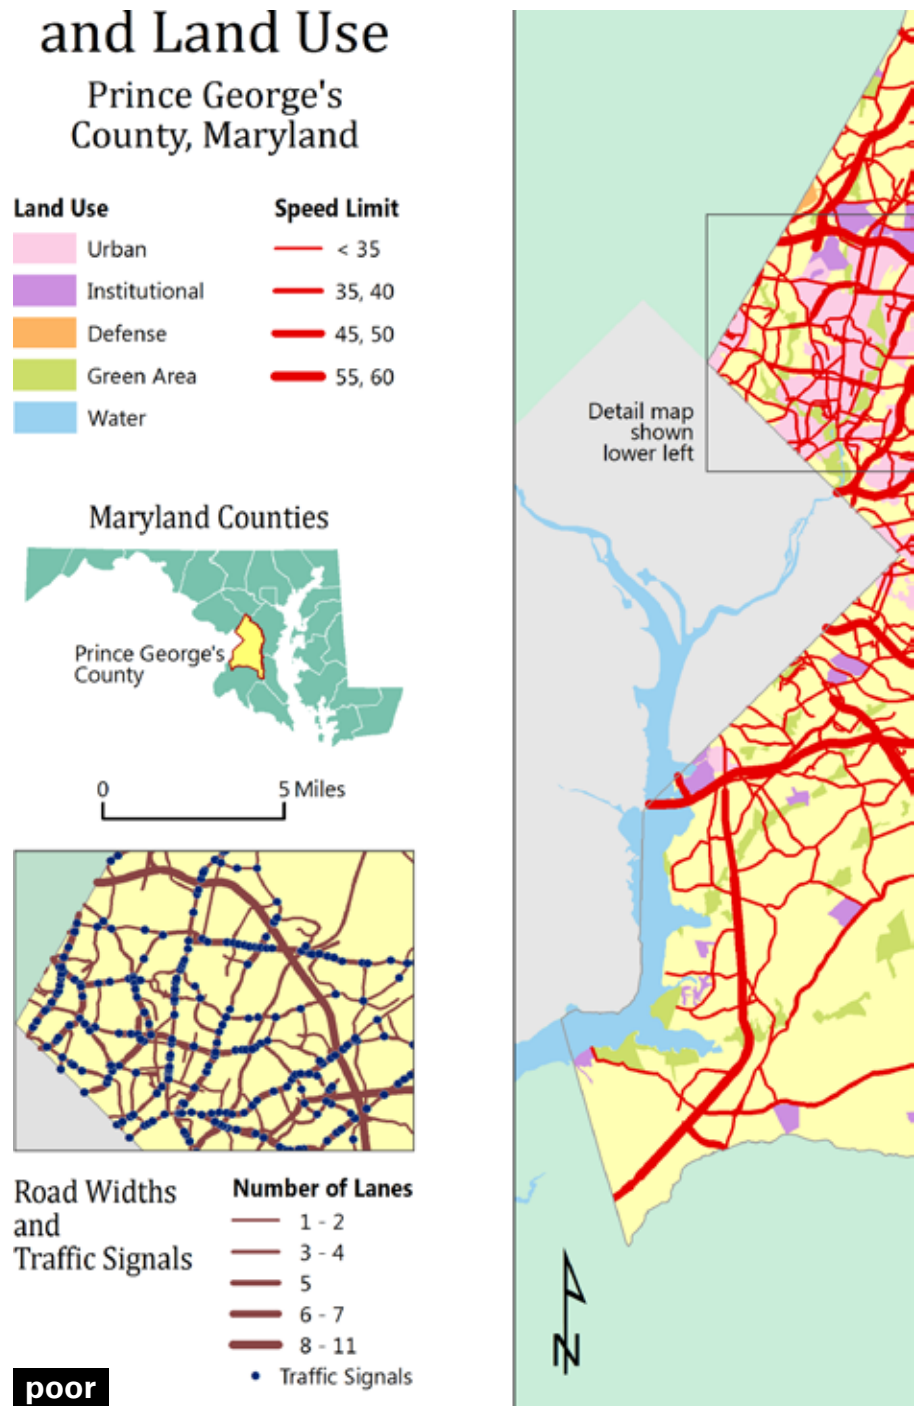 and Land Use
Prince George's
County, Maryland
Land Use
Urban
Institutional
Defense
Green Area
Water
Speed Limit
< 35
35, 40
45, 50
55, 60
Detail map
shown
lower left
Maryland Counties
Prince George's
County
0 5 Miles
Road Widths
and
Traffic Signals
Number of Lanes
1 - 2
3 - 4
5
6 - 7
8 - 11
Traffic Signals
N
poor